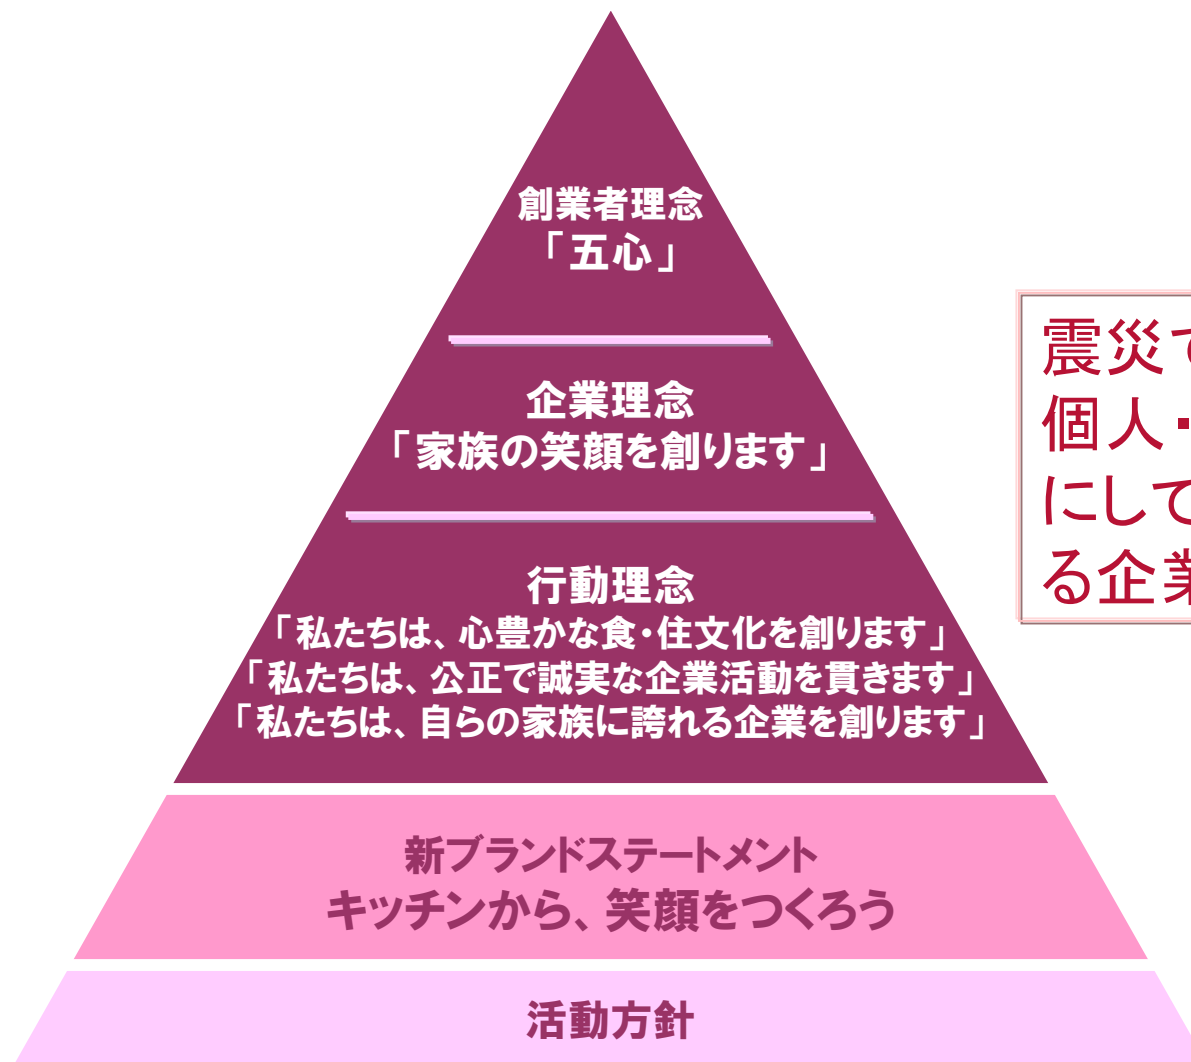 創業者理念
「五心」
企業理念
「家族の笑顔を創ります」
行動理念
「私たちは、心豊かな食・住文化を創ります」
「私たちは、公正で誠実な企業活動を貫きます」
「私たちは、自らの家族に誇れる企業を創ります」
新ブランドステートメント
キッチンから、笑顔をつくろう
活動方針
震災で
個人・
にして
る企業